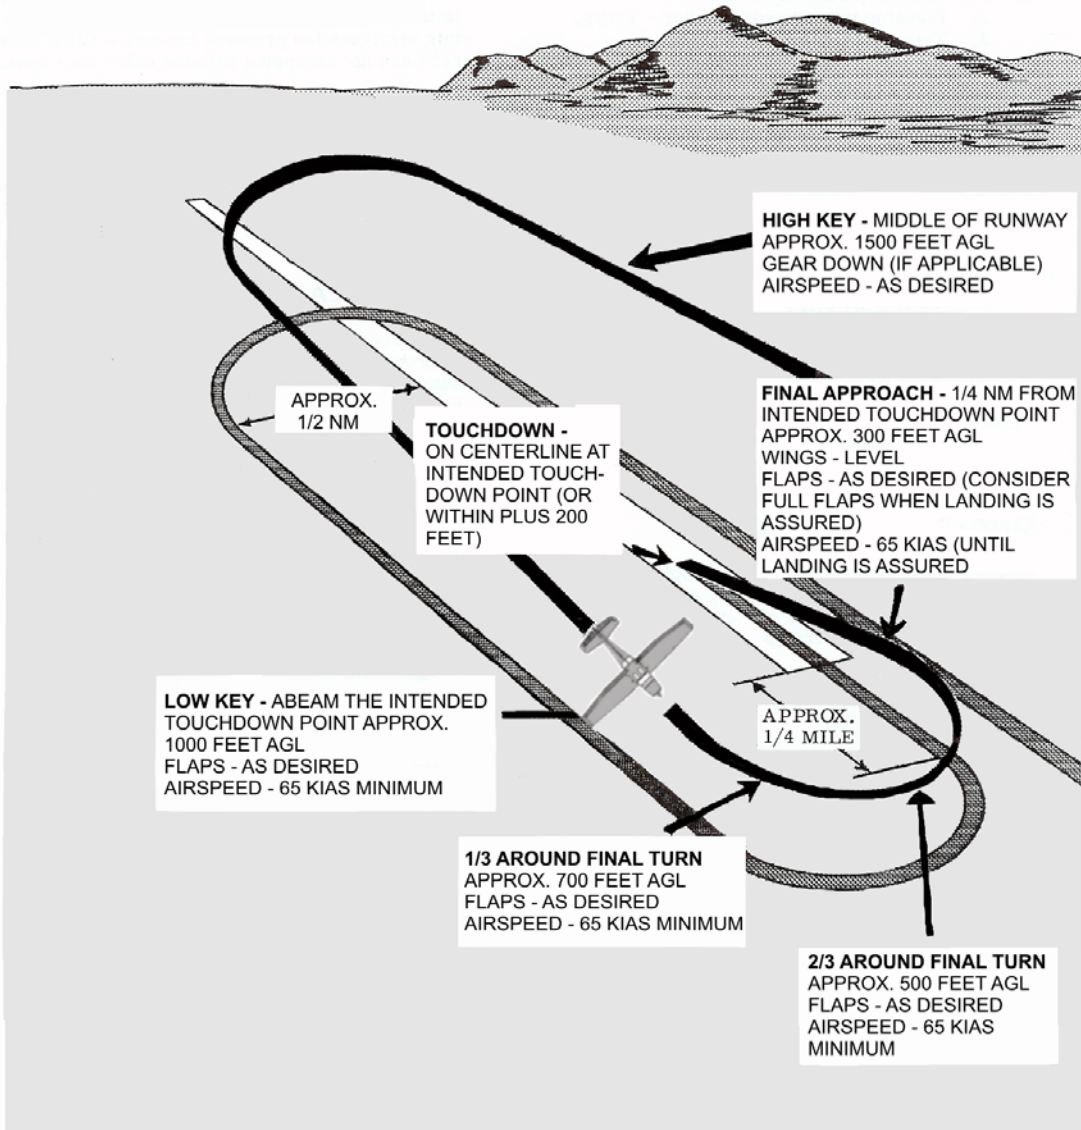 HIGH KEY - MIDDLE OF RUNWAY
APPROX. 1500 FEET AGL
GEAR DOWN (IF APPLICABLE)
AIRSPEED - AS DESIRED
FINAL APPROACH - 1/4 NM FROM
INTENDED TOUCHDOWN POINT
APPROX. 300 FEET AGL
WINGS - LEVEL
FLAPS - AS DESIRED (CONSIDER
FULL FLAPS WHEN LANDING IS
ASSURED)
AIRSPEED - 65 KIAS (UNTIL
LANDING IS ASSURED
APPROX.
1/2 NM
TOUCHDOWN -
ON CENTERLINE AT
INTENDED TOUCH-
DOWN POINT (OR
WITHIN PLUS 200
FEET)
LOW KEY - ABEAM THE INTENDED
TOUCHDOWN POINT APPROX.
1000 FEET AGL
FLAPS - AS DESIRED
AIRSPEED - 65 KIAS MINIMUM
APPROX.
1/4 MILE
1/3 AROUND FINAL TURN
APPROX. 700 FEET AGL
FLAPS - AS DESIRED
AIRSPEED - 65 KIAS MINIMUM
2/3 AROUND FINAL TURN
APPROX. 500 FEET AGL
FLAPS - AS DESIRED
AIRSPEED - 65 KIAS
MINIMUM